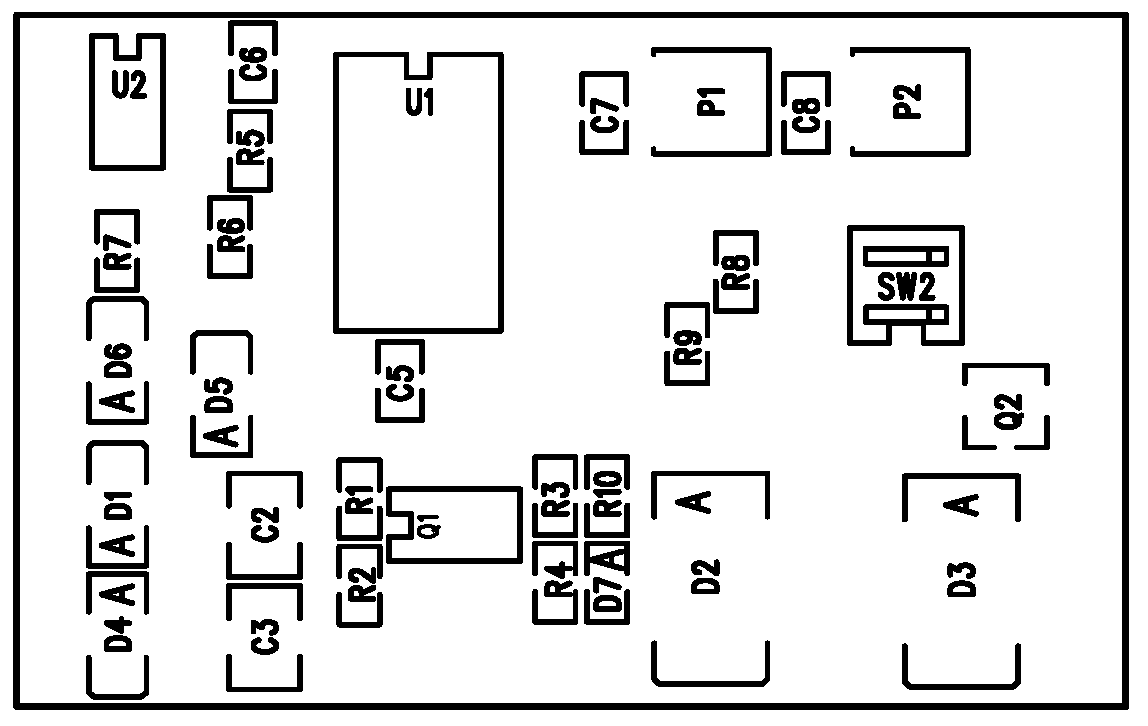 U2
C6
U1
C7
P1
C8
P2
R5
R6
R7
R8
SW2
R9
D6
A
D5
A
C5
Q2
D1
A
C2
R1
Q1
R3
R10
A
D2
A
D3
R2
R4
A
D7
A
D4
C3